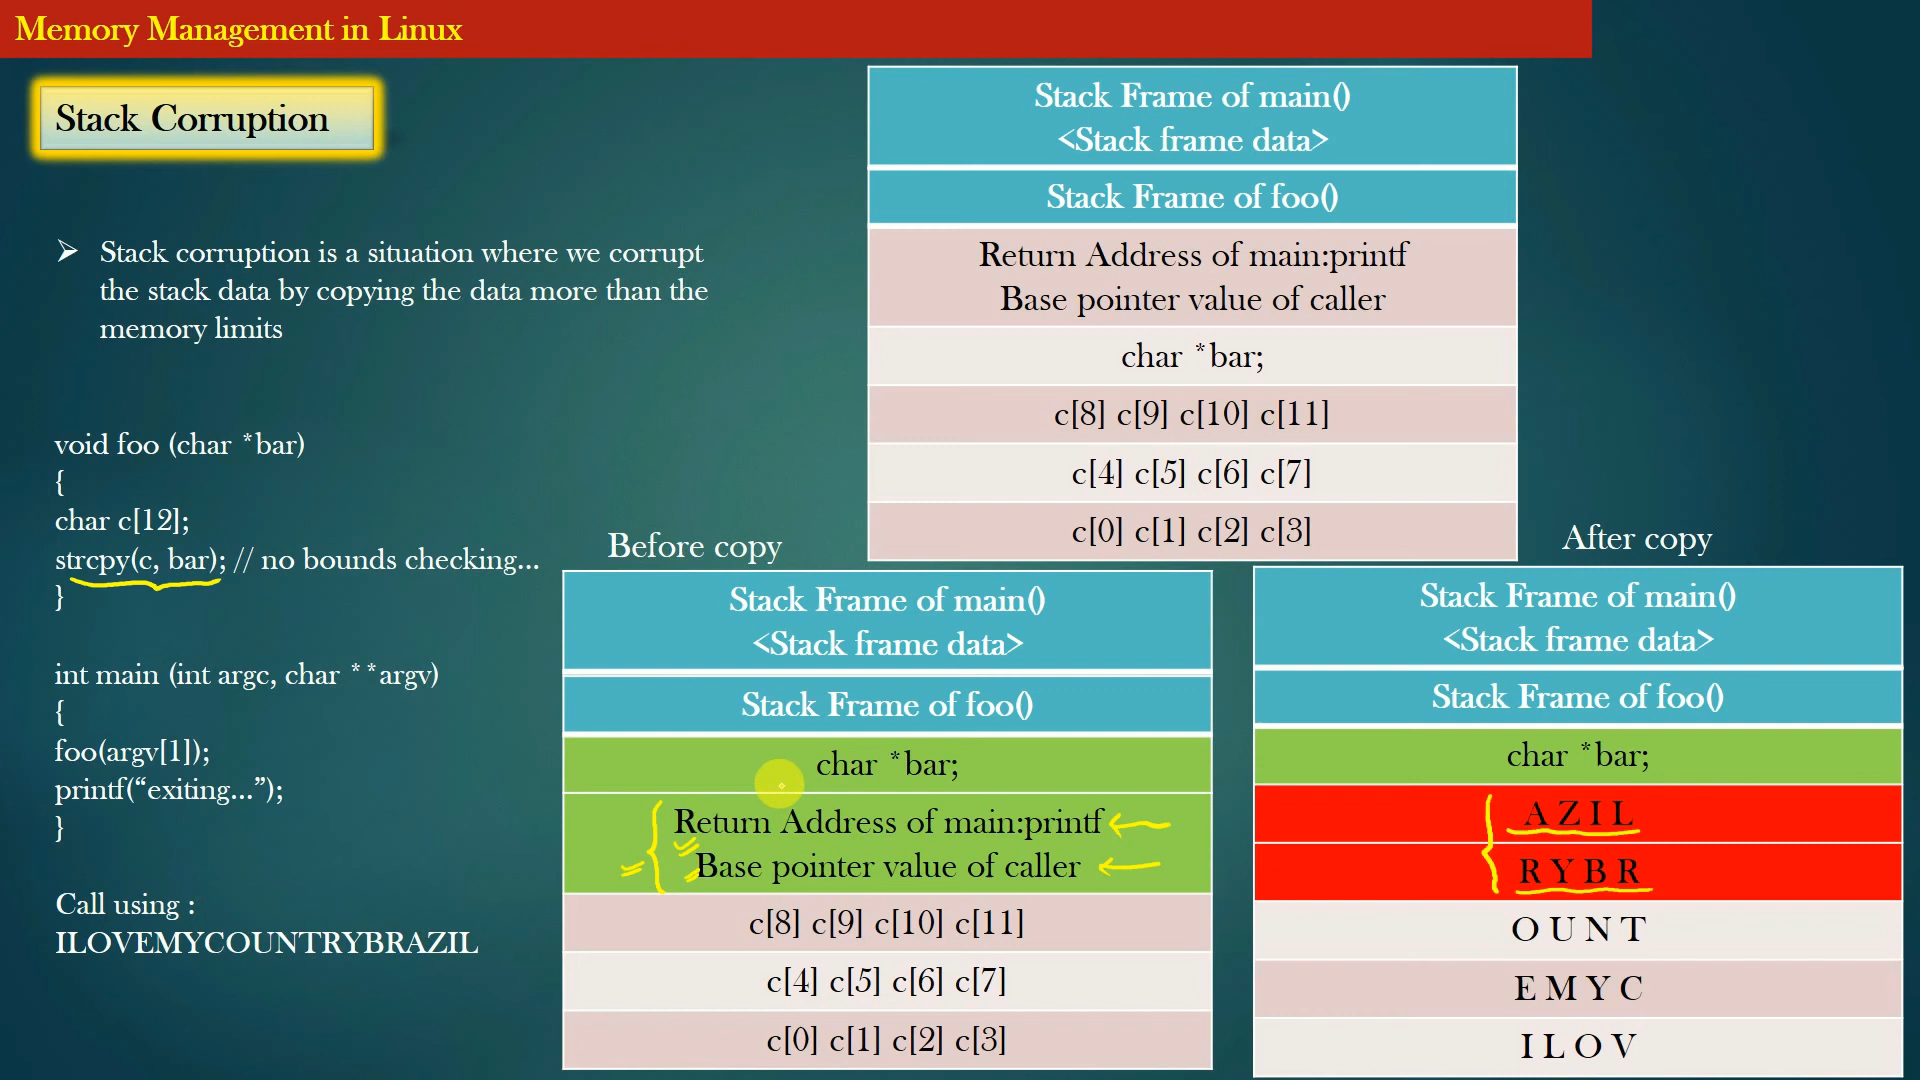 Memory Management in Linux
Stack Corruption
➢ Stack corruption is a situation where we corrupt
the stack data by copying the data more than the
memory limits
void foo (char *bar)
{
char c[12];
strcpy(c, bar); // no bounds checking...
}
int main (int argc, char **argv)
{
foo(argv[1]);
printf(“exiting...”);
}
Call using :
ILOVEMYCOUNTRYBRAZIL
Stack Frame of main()
<Stack frame data>
Stack Frame of foo()
Return Address of main:printf
Base pointer value of caller
char *bar;
c[8] c[9] c[10] c[11]
c[4] c[5] c[6] c[7]
c[0] c[1] c[2] c[3]
Before copy
Stack Frame of main()
<Stack frame data>
Stack Frame of foo()
char *bar;
Return Address of main:printf
Base pointer value of caller
c[8] c[9] c[10] c[11]
c[4] c[5] c[6] c[7]
c[0] c[1] c[2] c[3]
After copy
Stack Frame of main()
<Stack frame data>
Stack Frame of foo()
char *bar;
A Z I L
R Y B R
O U N T
E M Y C
I L O V